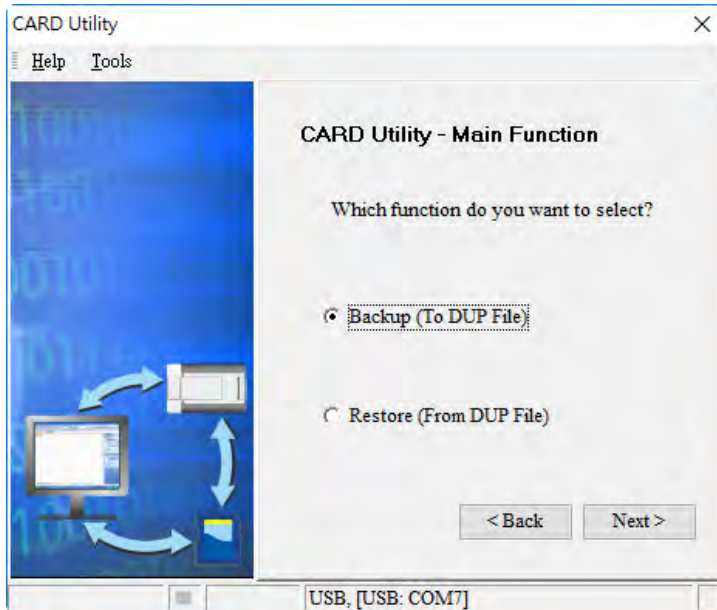 CARD Utility
Help Tools
CARD Utility - Main Function
Which function do you want to select?
Backup (To DUP File)
Restore (From DUP File)
< Back Next >
USB, [USB: COM7]